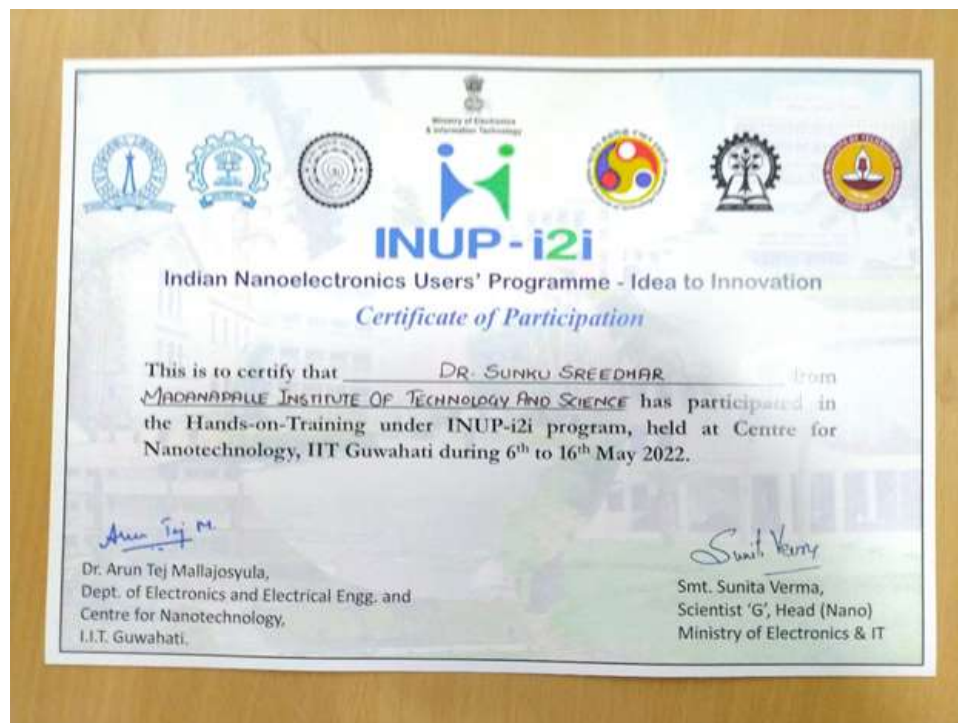 Ministry of Electronics
& Information Technology
INUP-i2i
Indian Nanoelectronics Users' Programme - Idea to Innovation
Certificate of Participation
This is to certify that DR. SUNKU SREEDHAR from
MADANAPALLE INSTITUTE OF TECHNOLOGY AND SCIENCE has participated in
the Hands-on-Training under INUP-i2i program, held at Centre for
Nanotechnology, IIT Guwahati during 6th to 16th May 2022.
Arun Tej M.
Dr. Arun Tej Mallajosyula,
Dept. of Electronics and Electrical Engg. and
Centre for Nanotechnology,
I.I.T. Guwahati.
Sunita Verma
Smt. Sunita Verma,
Scientist 'G', Head (Nano)
Ministry of Electronics & IT